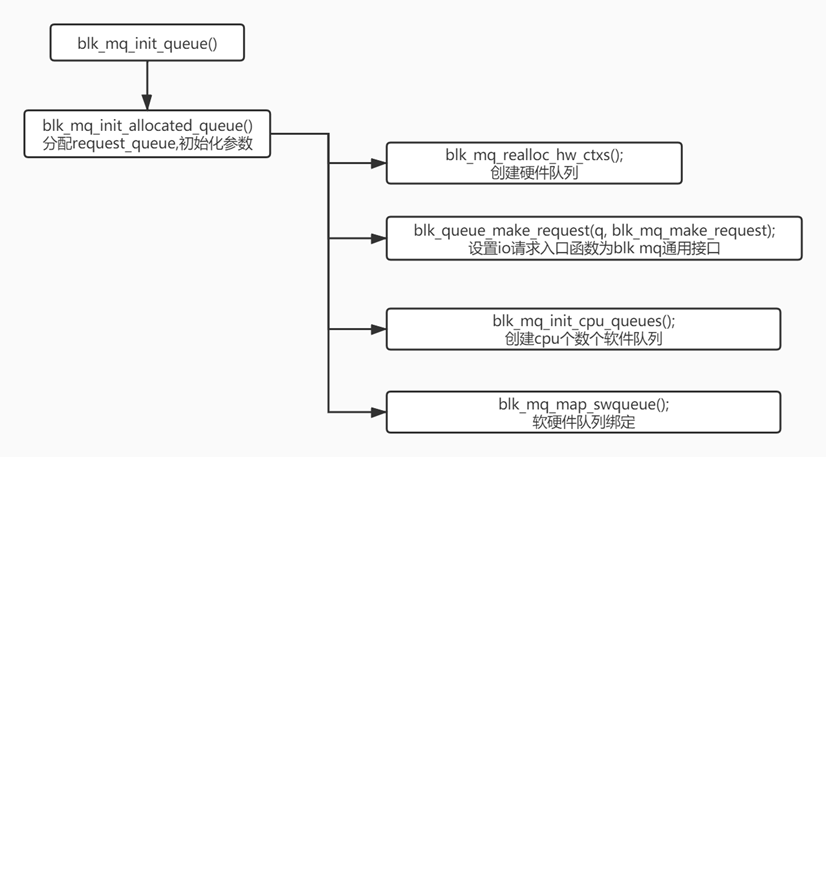 blk_mq_init_queue()
blk_mq_init_allocated_queue()
分配request_queue,初始化参数
blk_mq_realloc_hw_ctxs();
创建硬件队列
blk_queue_make_request(q, blk_mq_make_request);
设置io请求入口函数为blk mq通用接口
blk_mq_init_cpu_queues();
创建cpu个数个软件队列
blk_mq_map_swqueue();
软硬件队列绑定